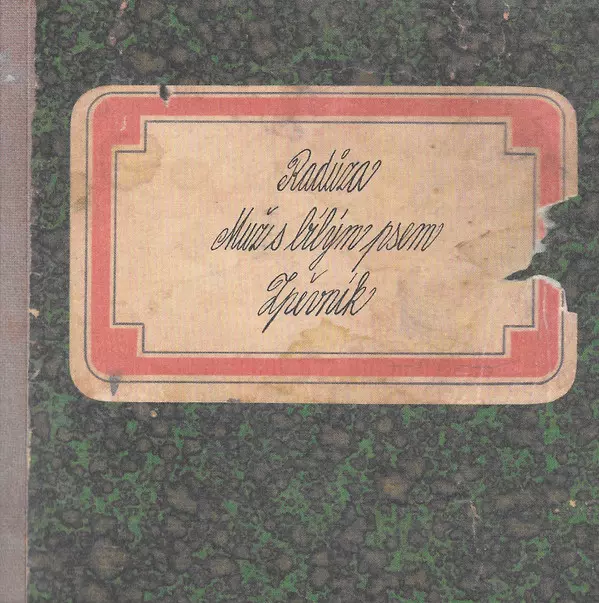 Radůza
Muž s bílým psem
Zpěvník